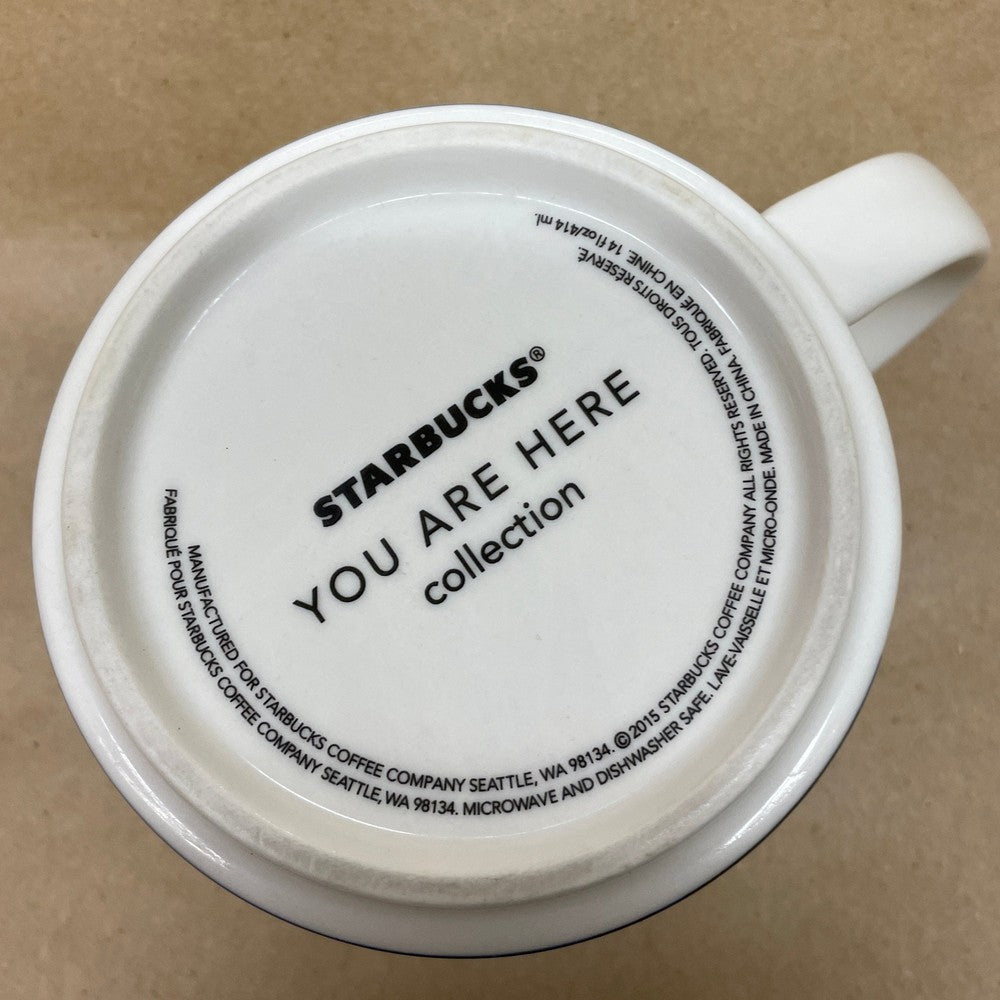 STARBUCKS®
YOU ARE HERE
collection
MANUFACTURED FOR STARBUCKS COFFEE COMPANY SEATTLE, WA 98134. ©2015 STARBUCKS COFFEE COMPANY ALL RIGHTS RESERVED. TOUS DROITS RÉSERVÉ.
FABRIQUÉ POUR STARBUCKS COFFEE COMPANY SEATTLE, WA 98134. MICROWAVE AND DISHWASHER SAFE. LAVE-VAISSELLE ET MICRO-ONDE. MADE IN CHINA. FABRIQUÉ EN CHINE. 14 fl oz/414 ml.